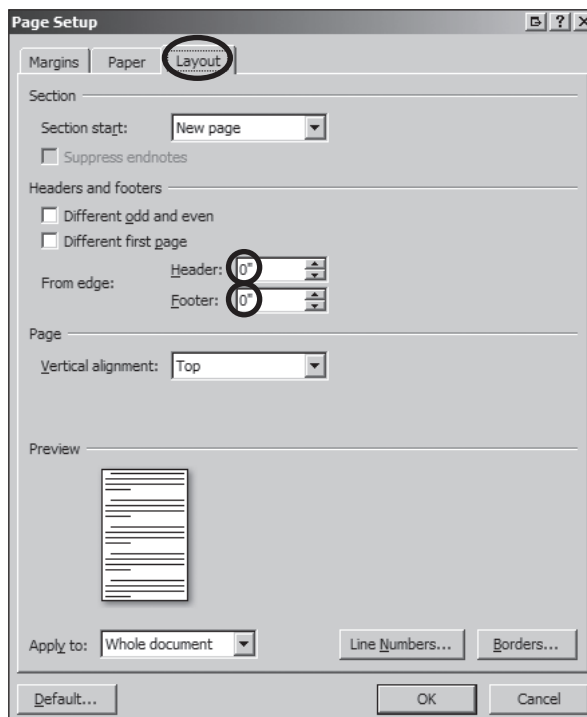 Page Setup
Margins Paper Layout
Section
Section start: New page
Suppress endnotes
Headers and footers
Different odd and even
Different first page
From edge: Header: 0"
Footer: 0"
Page
Vertical alignment: Top
Preview
Apply to: Whole document Line Numbers... Borders...
Default... OK Cancel